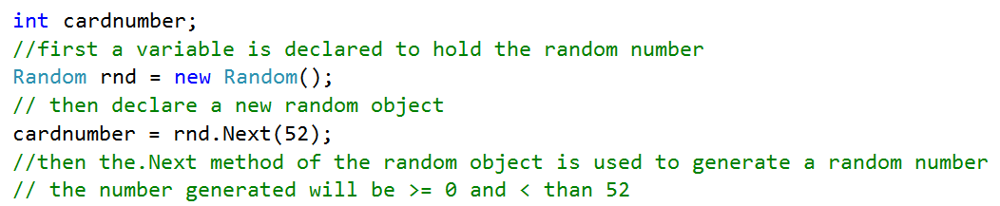 int cardnumber;
//first a variable is declared to hold the random number
Random rnd = new Random();
// then declare a new random object
cardnumber = rnd.Next(52);
//then the.Next method of the random object is used to generate a random number
// the number generated will be >= 0 and < than 52